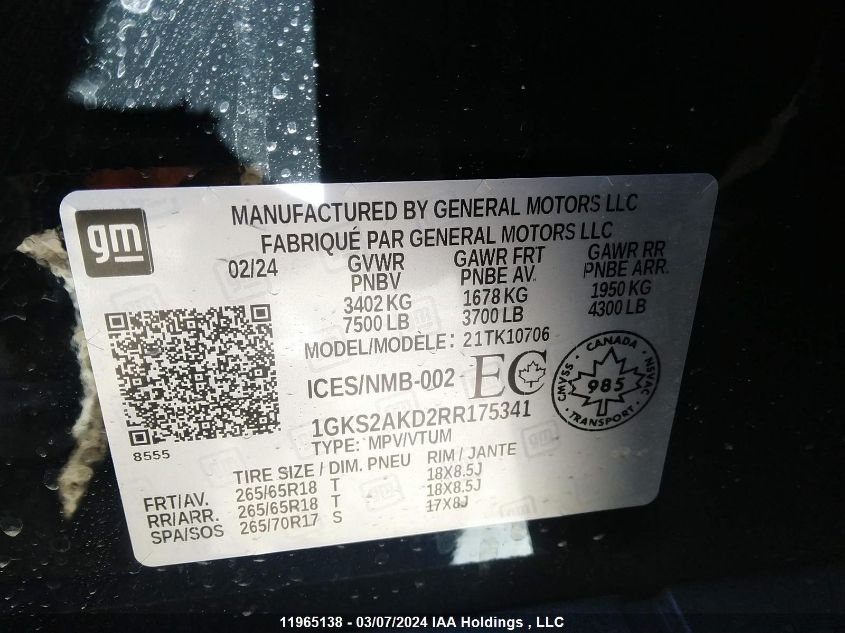 gm
MANUFACTURED BY GENERAL MOTORS LLC
FABRIQUÉ PAR GENERAL MOTORS LLC
02/24
GVWR
PNBV
3402 KG
7500 LB
GAWR FRT
PNBE AV.
1678 KG
3700 LB
GAWR RR
PNBE ARR.
1950 KG
4300 LB
MODEL/MODÈLE: 21TK10706
ICES/NMB-002 EC
CANADA
CMVSS 985 NSVAC
TRANSPORT
1GKS2AKD2RR175341
TYPE: MPV/VTUM
8555
TIRE SIZE / DIM. PNEU RIM / JANTE
FRT/AV. 265/65R18 T 18X8.5J
RR/ARR. 265/65R18 T 18X8.5J
SPA/SOS 265/70R17 S 17X8J
11965138 - 03/07/2024 IAA Holdings , LLC